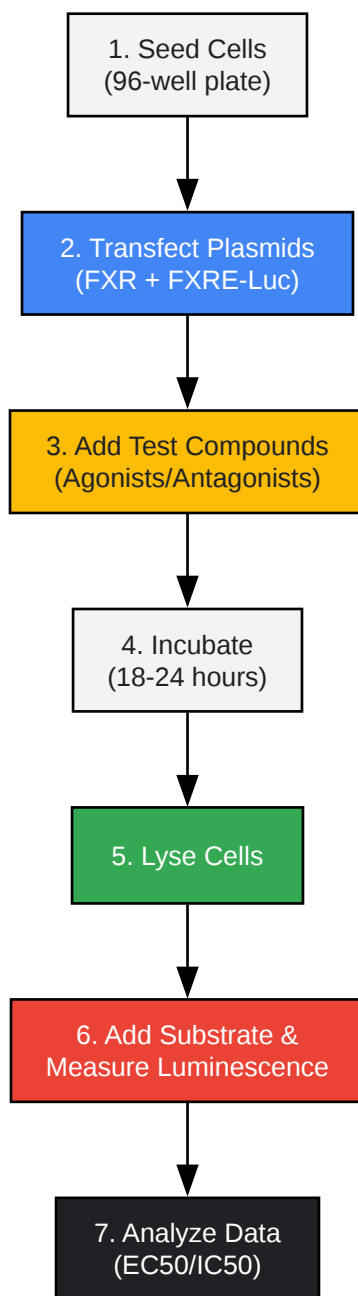 1. Seed Cells
(96-well plate)
2. Transfect Plasmids
(FXR + FXRE-Luc)
3. Add Test Compounds
(Agonists/Antagonists)
4. Incubate
(18-24 hours)
5. Lyse Cells
6. Add Substrate &
Measure Luminescence
7. Analyze Data
(EC50/IC50)